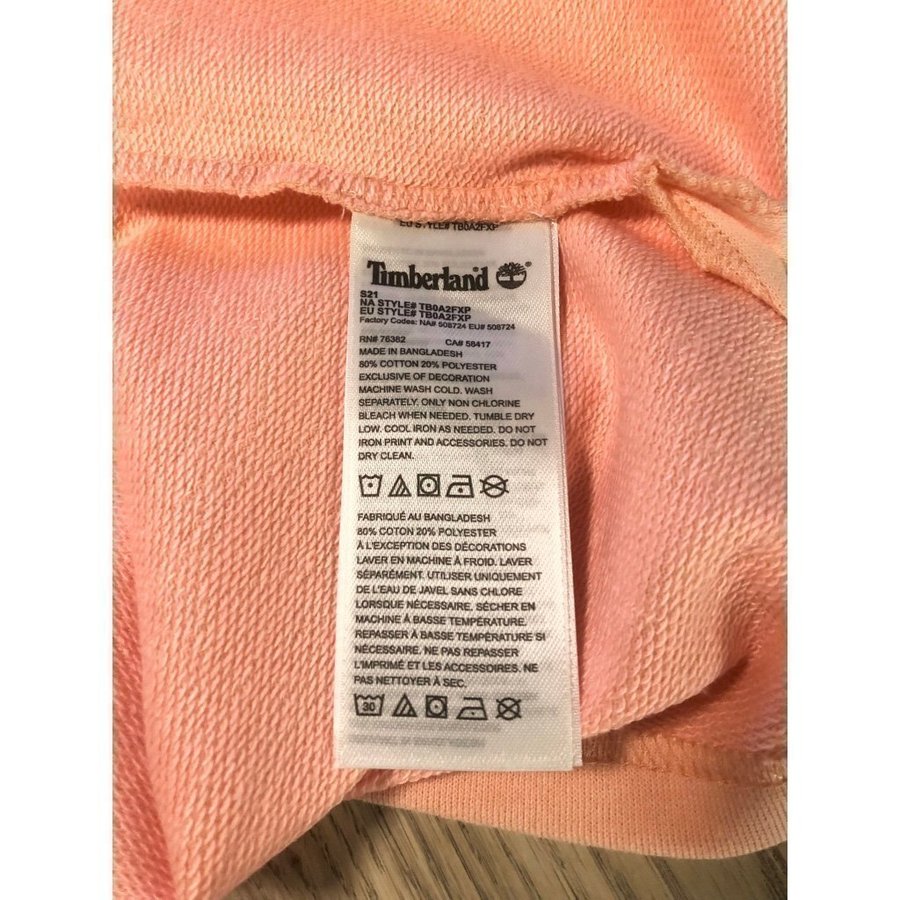 EU STYLE# TB0A2FXP
Timberland ®
S21
NA STYLE# TB0A2FXP
EU STYLE# TB0A2FXP
Factory Codes: NA# 508724 EU# 508724
RN# 76382 CA# 58417
MADE IN BANGLADESH
80% COTTON 20% POLYESTER
EXCLUSIVE OF DECORATION
MACHINE WASH COLD. WASH
SEPARATELY. ONLY NON CHLORINE
BLEACH WHEN NEEDED. TUMBLE DRY
LOW. COOL IRON AS NEEDED. DO NOT
IRON PRINT AND ACCESSORIES. DO NOT
DRY CLEAN.
FABRIQUÉ AU BANGLADESH
80% COTON 20% POLYESTER
À L'EXCEPTION DES DÉCORATIONS
LAVER EN MACHINE À FROID. LAVER
SÉPARÉMENT. UTILISER UNIQUEMENT
DE L'EAU DE JAVEL SANS CHLORE
LORSQUE NÉCESSAIRE. SÉCHER EN
MACHINE À BASSE TEMPÉRATURE.
REPASSER À BASSE TEMPÉRATURE SI
NÉCESSAIRE. NE PAS REPASSER
L'IMPRIMÉ ET LES ACCESSOIRES. NE
PAS NETTOYER À SEC.
30